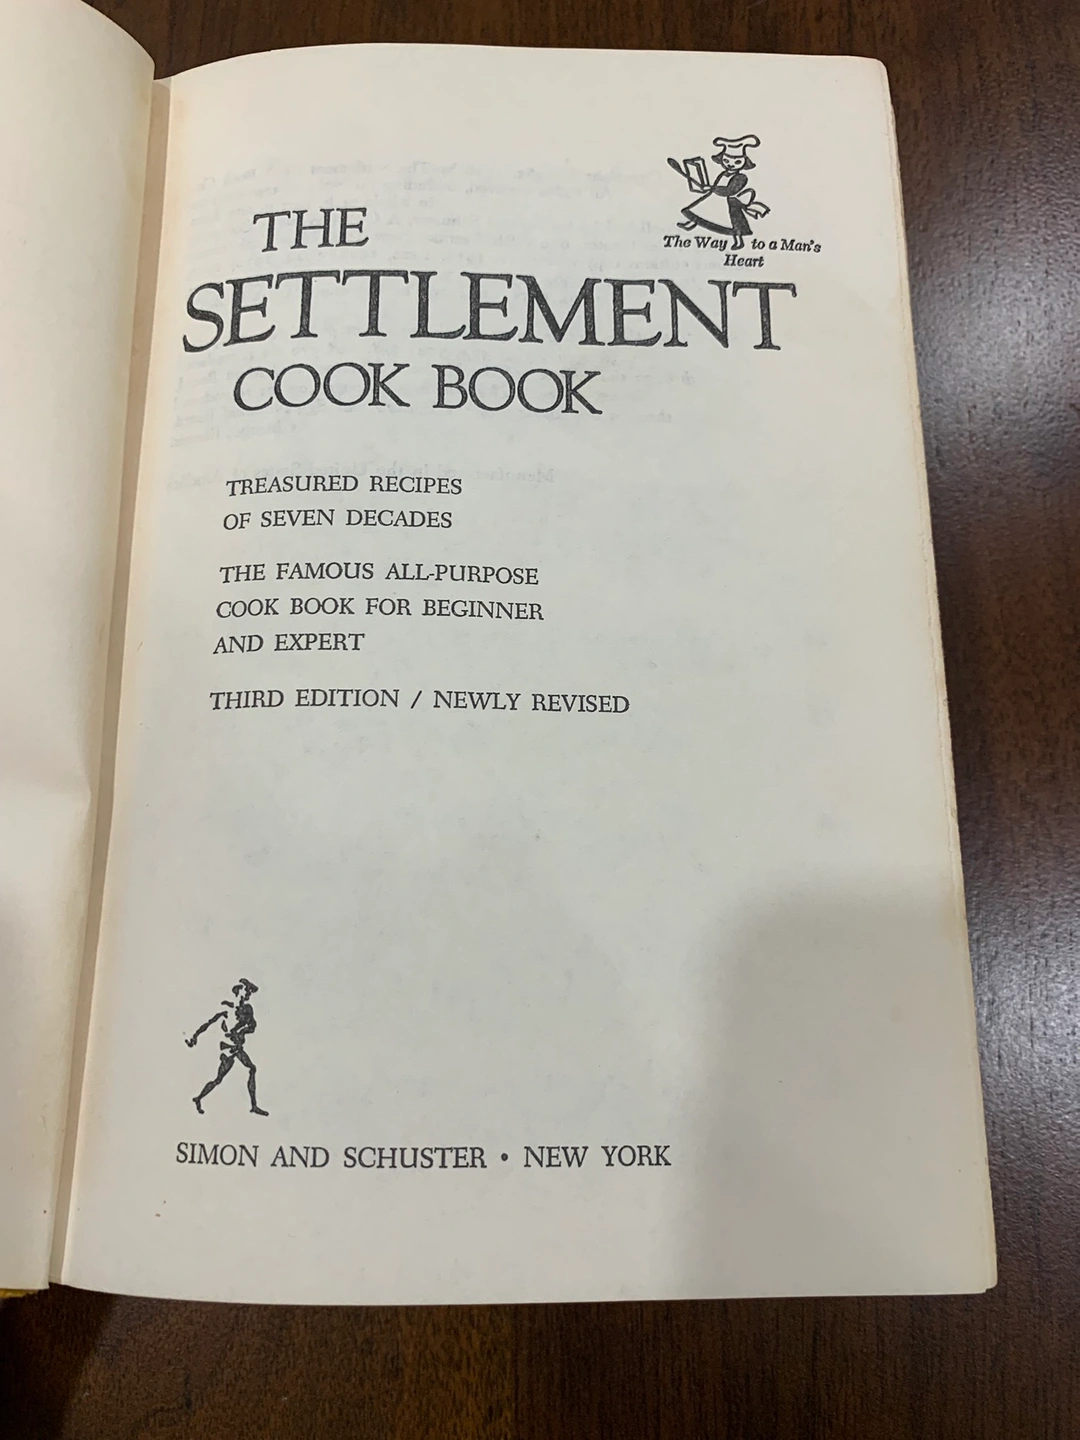 The Way to a Man's
Heart
THE
SETTLEMENT
COOK BOOK
TREASURED RECIPES
OF SEVEN DECADES
THE FAMOUS ALL-PURPOSE
COOK BOOK FOR BEGINNER
AND EXPERT
THIRD EDITION / NEWLY REVISED
SIMON AND SCHUSTER • NEW YORK